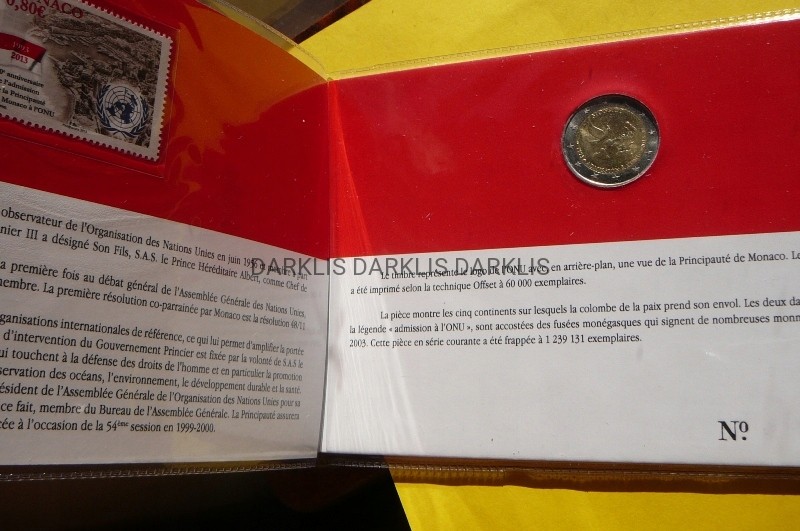 MONACO
0,80€
1993
2013
anniversaire
de l'admission
de la Principauté
Monaco à l'ONU
observateur de l'Organisation des Nations Unies en juin
nier III a désigné Son Fils, S.A.S. le Prince Héréditaire Albert, comme Chef de
a première fois au débat général de l'Assemblée Générale des Nations Unies,
membre. La première résolution co-parrainée par Monaco est la résolution 48/11
ganisations internationales de référence, ce qui lui permet d'amplifier la portée
d'intervention du Gouvernement Princier est fixée par la volonté de S.A.S le
ui touchent à la défense des droits de l'homme et en particulier la promotion
servation des océans, l'environnement, le développement durable et la santé.
ésident de l'Assemblée Générale de l'Organisation des Nations Unies pour sa
ce fait, membre du Bureau de l'Assemblée Générale. La Principauté assurera
cée à l'occasion de la 54ème session en 1999-2000.
DARKLIS DARKLIS DARKLIS
Le timbre représente le logo de l'ONU avec, en arrière-plan, une vue de la Principauté de Monaco. Le
a été imprimé selon la technique Offset à 60 000 exemplaires.
La pièce montre les cinq continents sur lesquels la colombe de la paix prend son envol. Les deux da
la légende « admission à l'ONU », sont accostées des fusées monégasques qui signent de nombreuses monn
2003. Cette pièce en série courante a été frappée à 1 239 131 exemplaires.
Nº